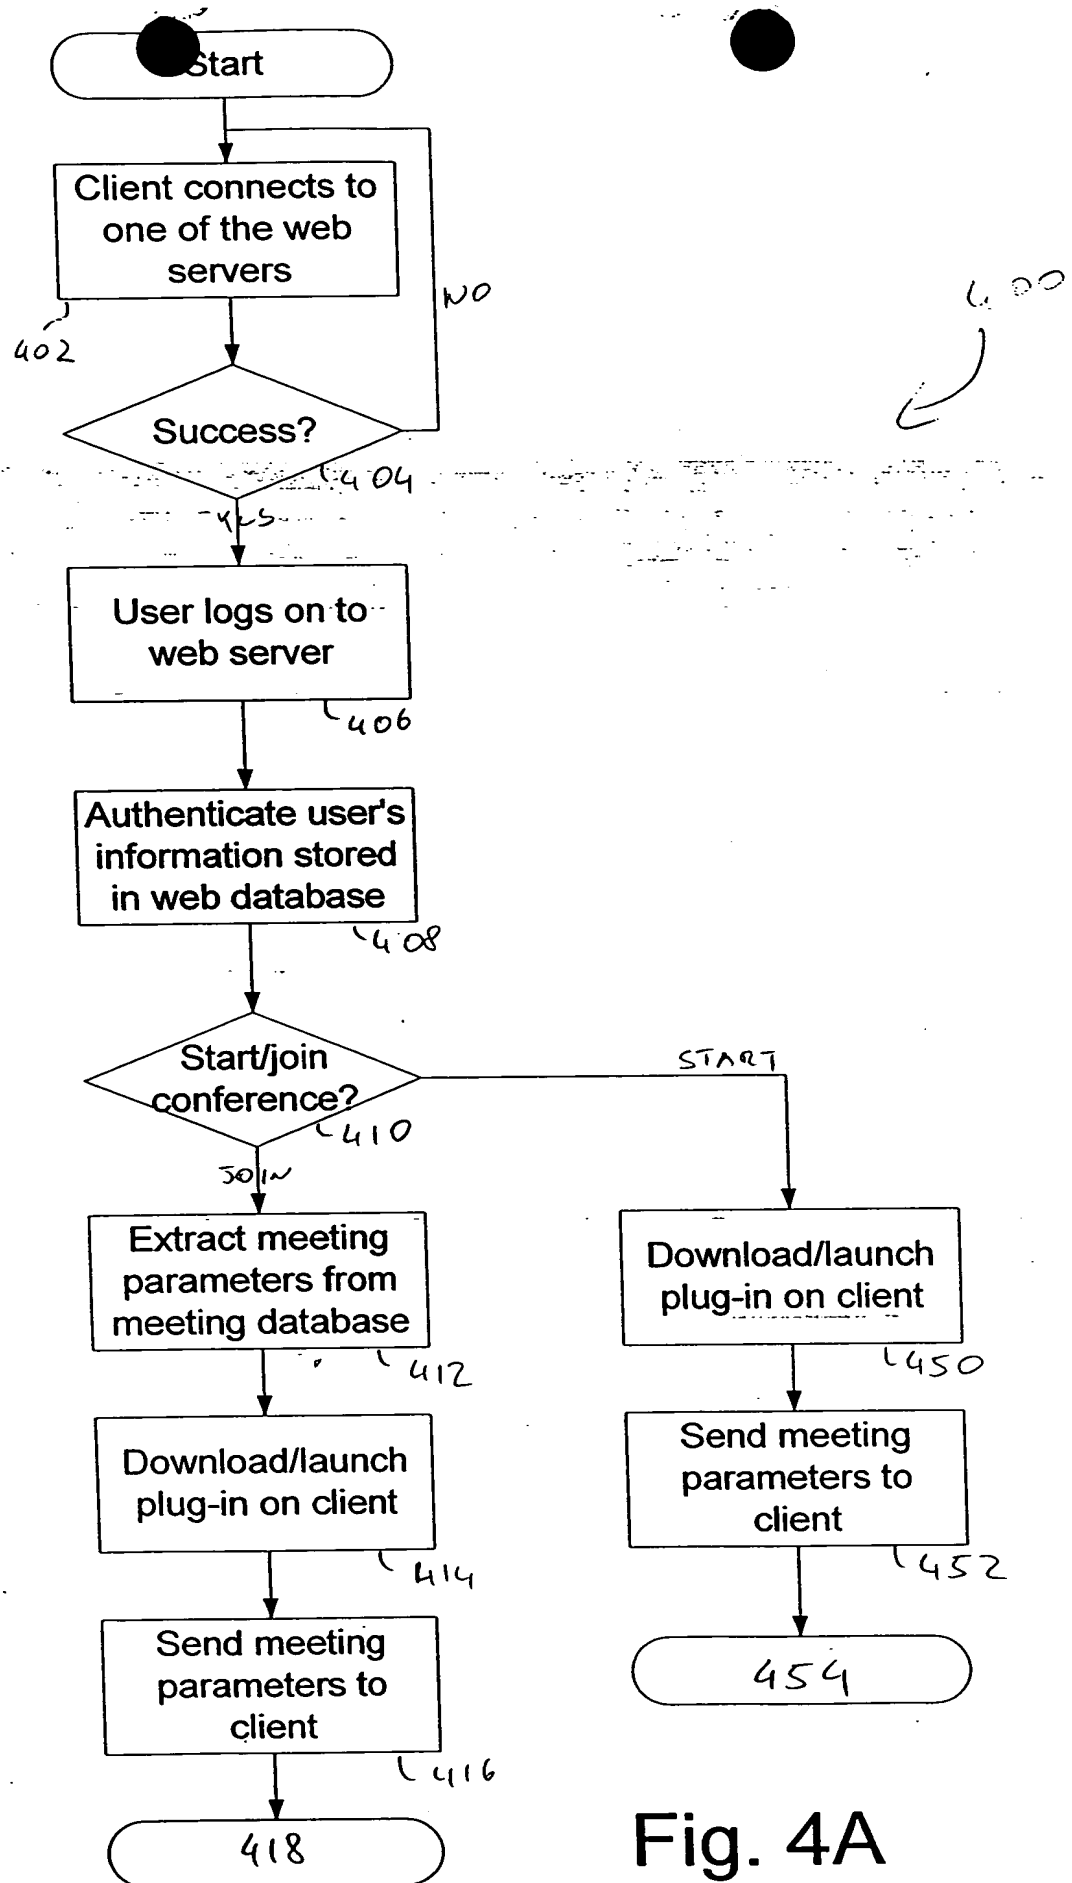 Start
Client connects to
one of the web
servers
NO
400
402
Success?
404
YES
User logs on to
web server
406
Authenticate user's
information stored
in web database
408
Start/join
conference?
START
410
JOIN
Extract meeting
parameters from
meeting database
412
Download/launch
plug-in on client
450
Download/launch
plug-in on client
414
Send meeting
parameters to
client
452
Send meeting
parameters to
client
416
454
418
Fig. 4A